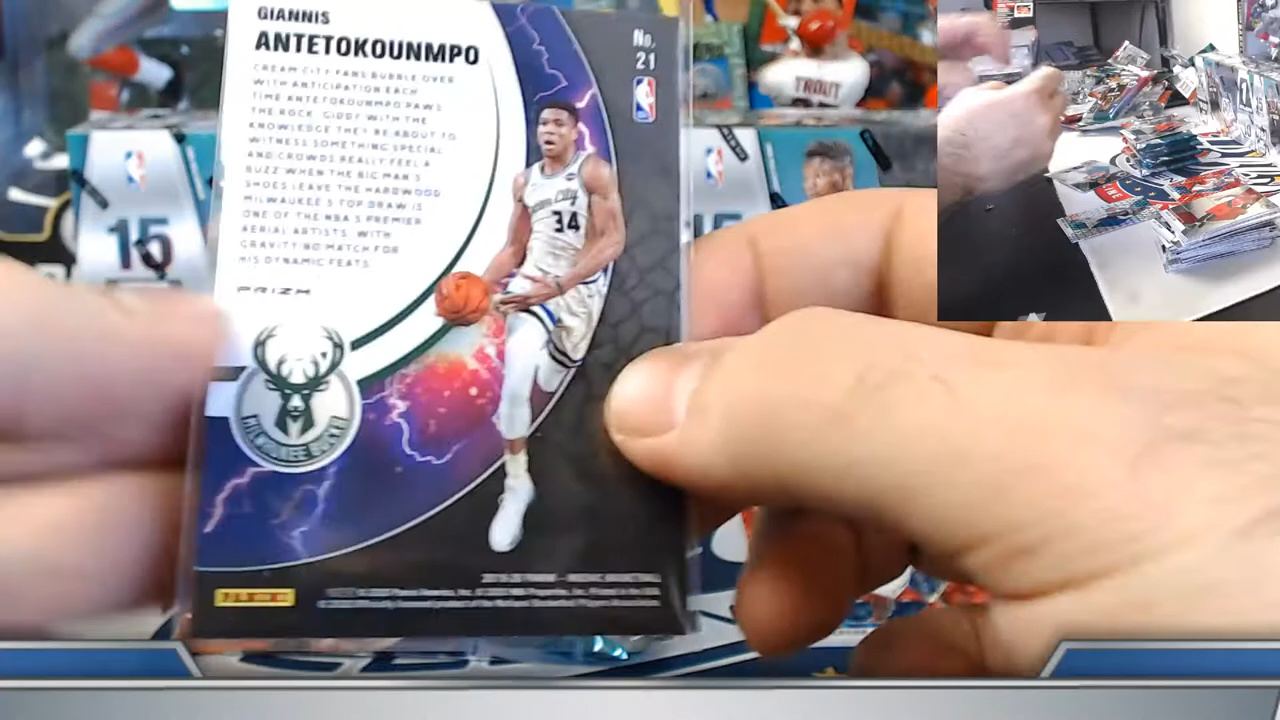 GIANNIS
ANTETOKOUNMPO
No.
21
CREAM CITY FANS BUBBLE OVER
WITH ANTICIPATION EACH
TIME ANTETOKOUNMPO PAWS
THE ROCK, GIDDY WITH THE
KNOWLEDGE THEY'RE ABOUT TO
WITNESS SOMETHING SPECIAL
AND CROWDS REALLY FEEL A
BUZZ WHEN THE BIG MAN'S
SHOES LEAVE THE HARDWOOD
MILWAUKEE'S TOP DRAW IS
ONE OF THE NBA'S PREMIER
AERIAL ARTISTS, WITH
GRAVITY NO MATCH FOR
HIS DYNAMIC FEATS.
PRIZM
MILWAUKEE BUCKS
34
TROUT
15